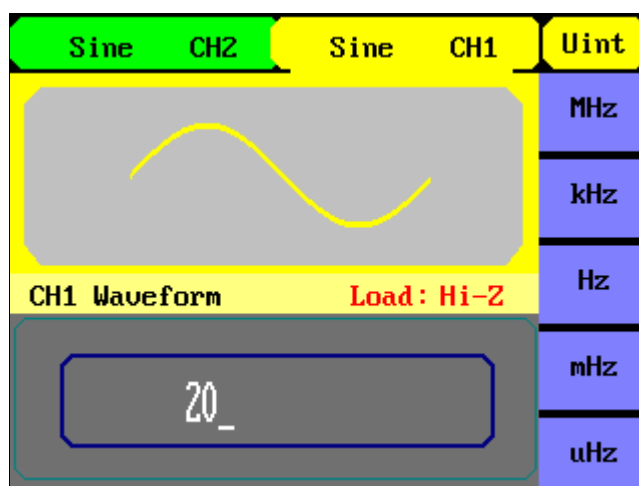 Sine CH2 Sine CH1 Uint
MHz
kHz
Hz
CH1 Waveform Load: Hi-Z
mHz
20_
uHz